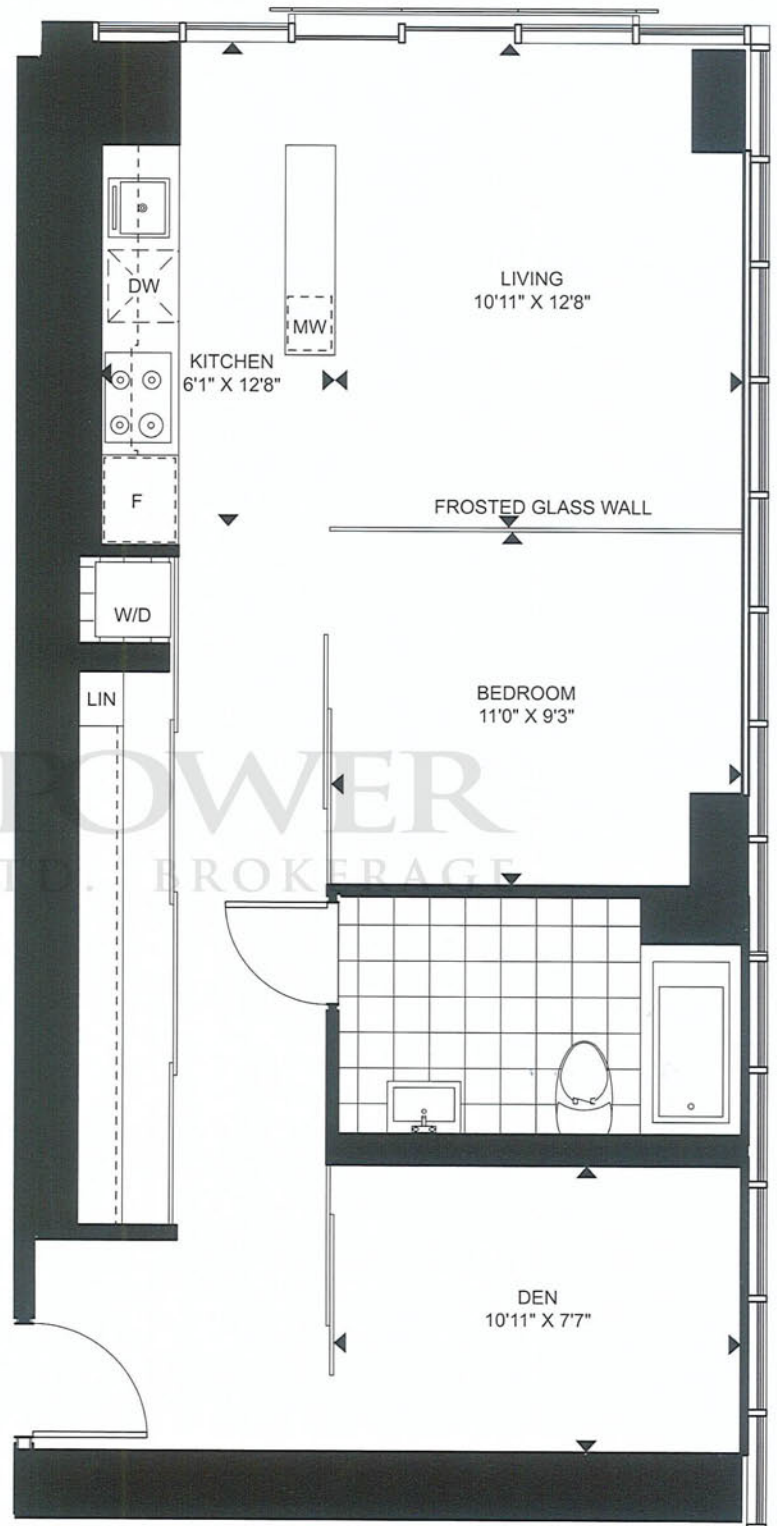 LIVING
10'11" X 12'8"
DW
MW
KITCHEN
6'1" X 12'8"
F
FROSTED GLASS WALL
W/D
LIN
BEDROOM
11'0" X 9'3"
POWER
TD. BROKERAGE
DEN
10'11" X 7'7"